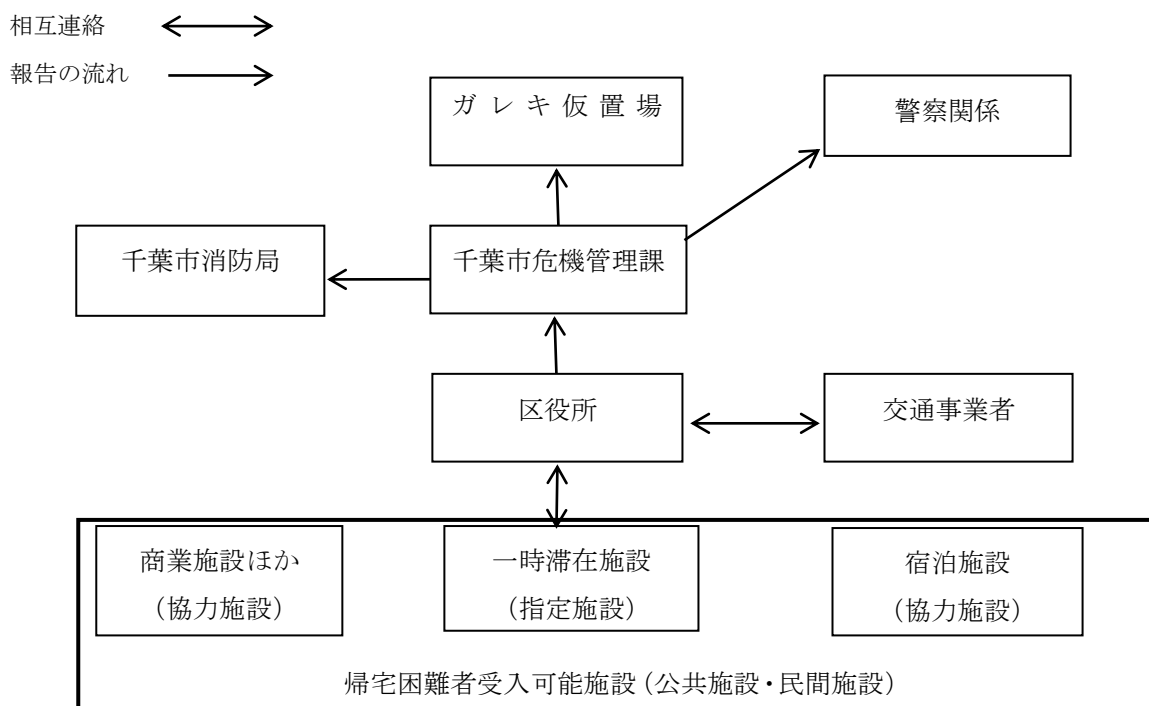 相互連絡
報告の流れ
ガレキ仮置場
警察関係
千葉市消防局
千葉市危機管理課
区役所
交通事業者
商業施設ほか
（協力施設）
一時滞在施設
（指定施設）
宿泊施設
（協力施設）
帰宅困難者受入可能施設（公共施設・民間施設）